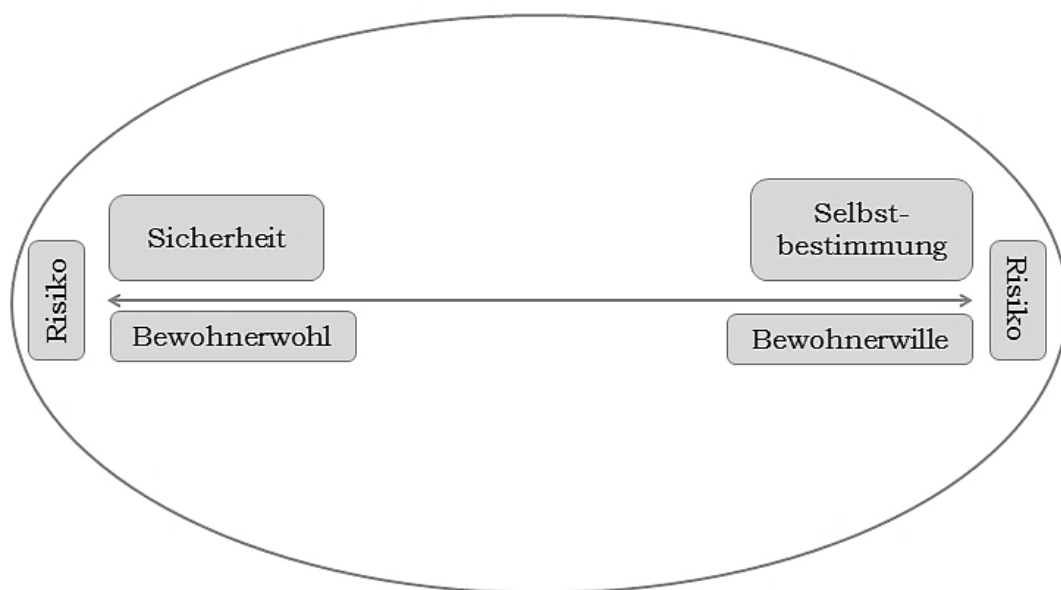 Sicherheit
Selbst-
bestimmung
Risiko
Risiko
Bewohnerwohl
Bewohnerwille